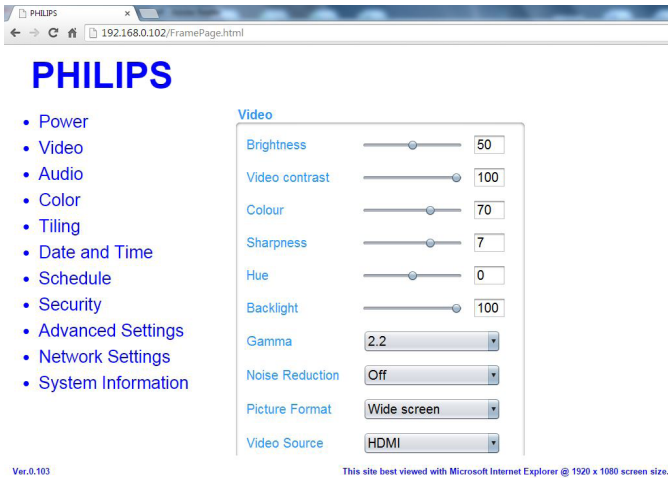 PHILIPS
192.168.0.102/FramePage.html
PHILIPS
Power
Video
Audio
Color
Tiling
Date and Time
Schedule
Security
Advanced Settings
Network Settings
System Information
Video
Brightness 50
Video contrast 100
Colour 70
Sharpness 7
Hue 0
Backlight 100
Gamma 2.2
Noise Reduction Off
Picture Format Wide screen
Video Source HDMI
Ver.0.103
This site best viewed with Microsoft Internet Explorer @ 1920 x 1080 screen size.